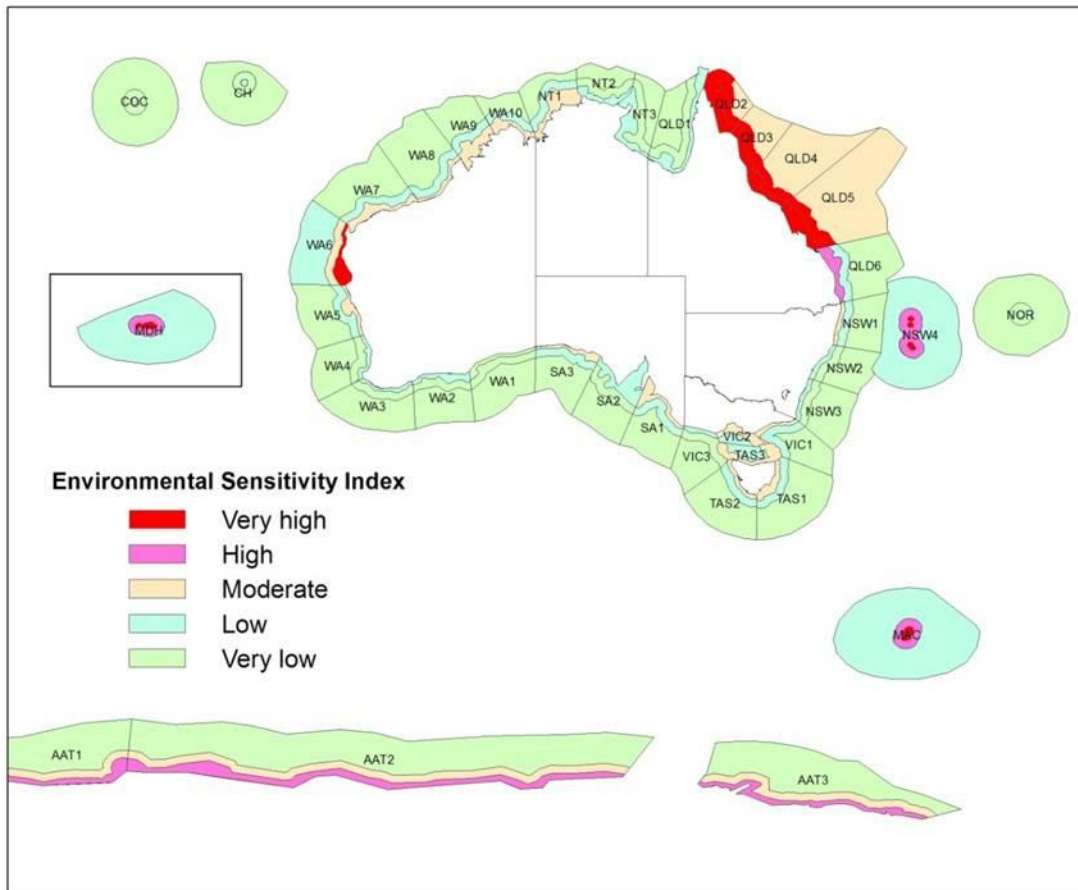 COC
CH
NT2
NT1
NT3
QLD1
QLD2
WA10
WA9
WA8
QLD3
QLD4
WA7
QLD5
WA6
QLD6
MDH
WA5
NSW1
NSW4
NOR
WA4
WA3
WA2
WA1
SA3
SA2
SA1
NSW2
NSW3
VIC2
VIC1
VIC3
TAS3
TAS2
TAS1
Environmental Sensitivity Index
Very high
High
Moderate
Low
Very low
MAC
AAT1
AAT2
AAT3